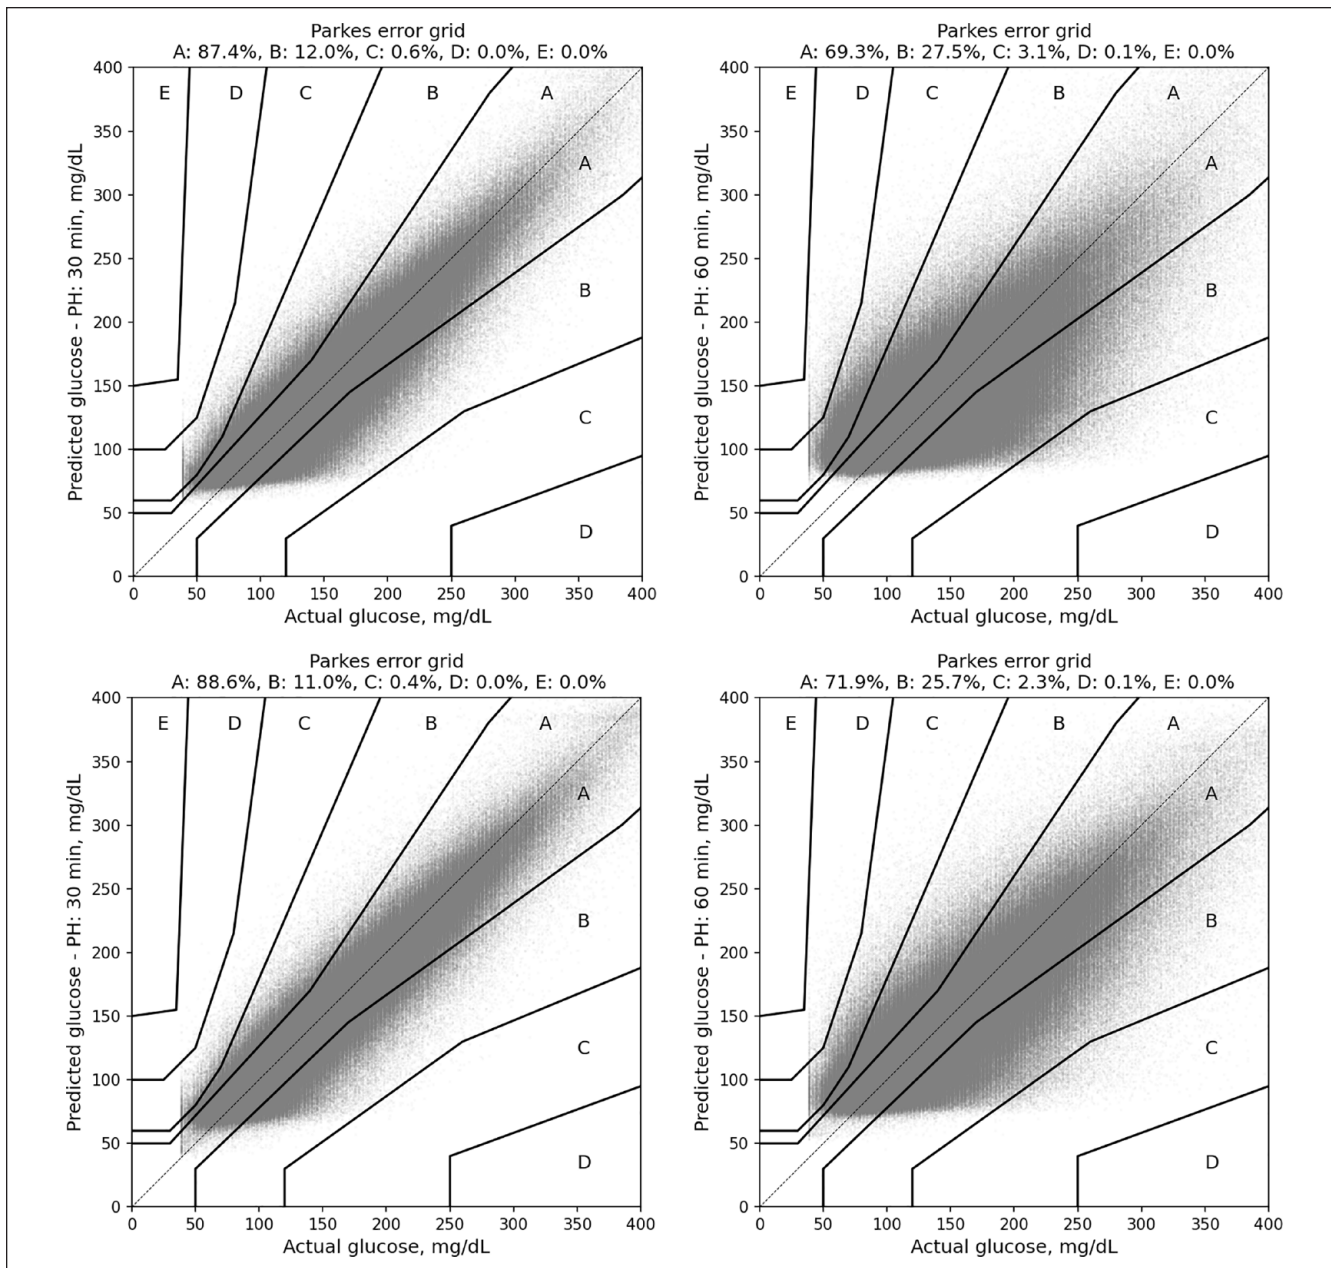 Parkes error grid
A: 87.4%, B: 12.0%, C: 0.6%, D: 0.0%, E: 0.0%
400
350
300
250
200
150
100
50
0
E
D
C
B
A
A
B
C
D
0
50
100
150
200
250
300
350
400
Predicted glucose - PH: 30 min, mg/dL
Actual glucose, mg/dL
Parkes error grid
A: 69.3%, B: 27.5%, C: 3.1%, D: 0.1%, E: 0.0%
400
350
300
250
200
150
100
50
0
E
D
C
B
A
A
B
C
D
0
50
100
150
200
250
300
350
400
Predicted glucose - PH: 60 min, mg/dL
Actual glucose, mg/dL
Parkes error grid
A: 88.6%, B: 11.0%, C: 0.4%, D: 0.0%, E: 0.0%
400
350
300
250
200
150
100
50
0
E
D
C
B
A
A
B
C
D
0
50
100
150
200
250
300
350
400
Predicted glucose - PH: 30 min, mg/dL
Actual glucose, mg/dL
Parkes error grid
A: 71.9%, B: 25.7%, C: 2.3%, D: 0.1%, E: 0.0%
400
350
300
250
200
150
100
50
0
E
D
C
B
A
A
B
C
D
0
50
100
150
200
250
300
350
400
Predicted glucose - PH: 60 min, mg/dL
Actual glucose, mg/dL